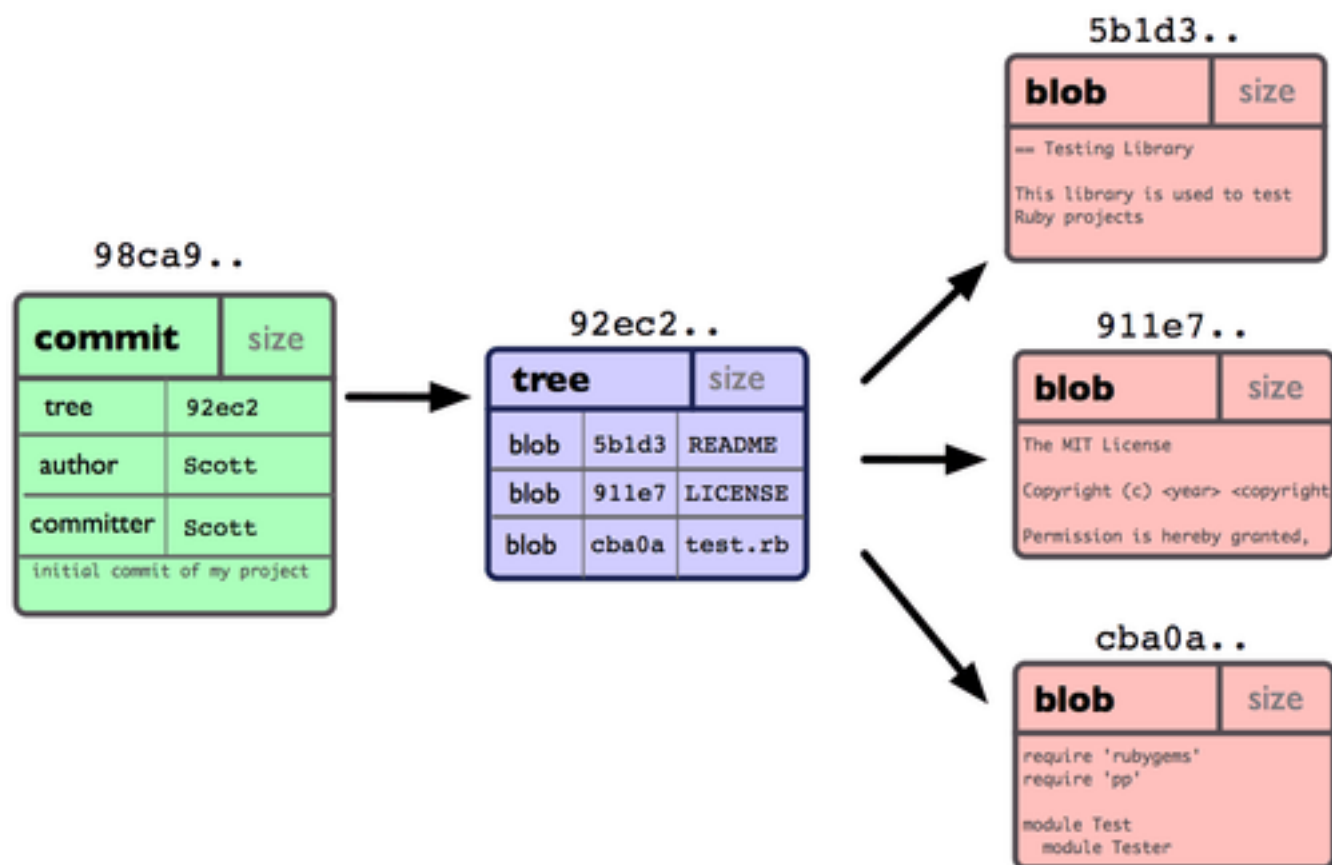 98ca9..
commit size
tree 92ec2
author Scott
committer Scott
initial commit of my project
92ec2..
tree size
blob 5b1d3 README
blob 911e7 LICENSE
blob cba0a test.rb
5b1d3..
blob size
== Testing Library
This library is used to test
Ruby projects
911e7..
blob size
The MIT License
Copyright (c) <year> <copyright
Permission is hereby granted,
cba0a..
blob size
require 'rubygems'
require 'pp'
module Test
module Tester